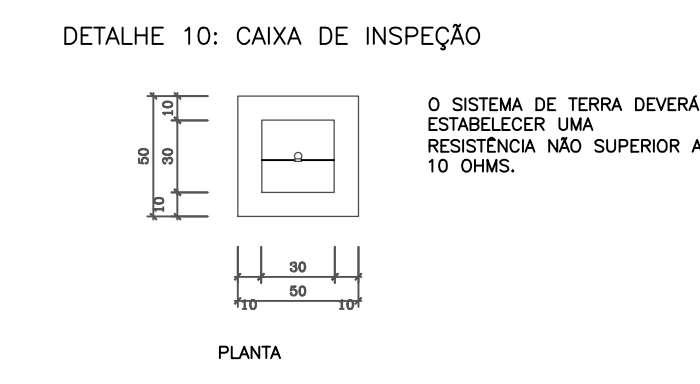 DETALHE 10: CAIXA DE INSPEÇÃO
O SISTEMA DE TERRA DEVERÁ
ESTABELECER UMA
RESISTÊNCIA NÃO SUPERIOR A
10 OHMS.
10
50
30
10
30
50
10
10
PLANTA